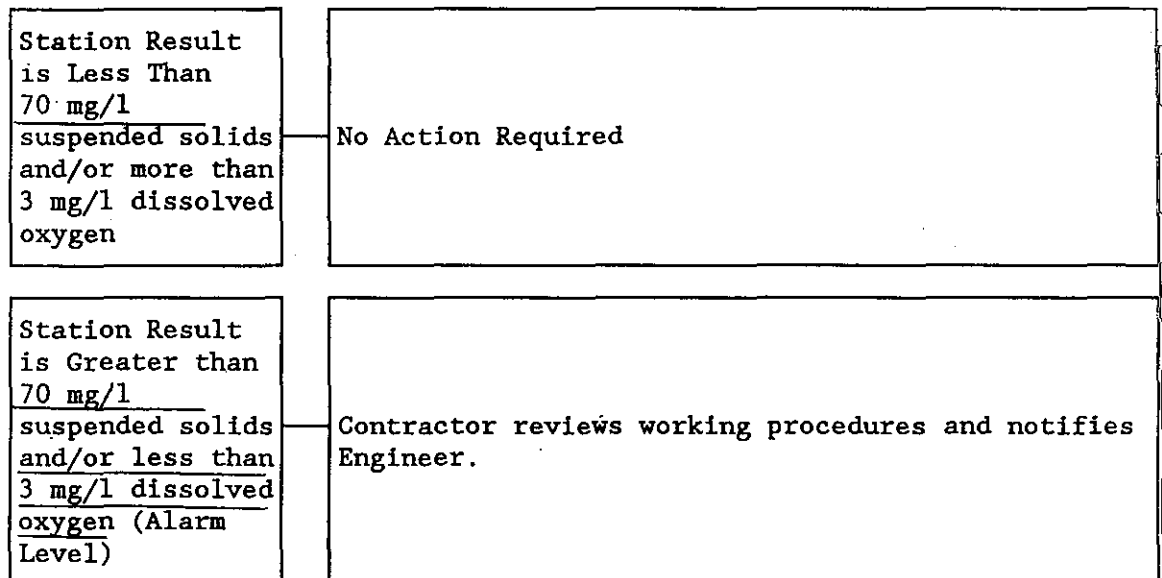 Station Result
is Less Than
70 mg/l
suspended solids
and/or more than
3 mg/l dissolved
oxygen
No Action Required
Station Result
is Greater than
70 mg/l
suspended solids
and/or less than
3 mg/l dissolved
oxygen (Alarm
Level)
Contractor reviews working procedures and notifies
Engineer.